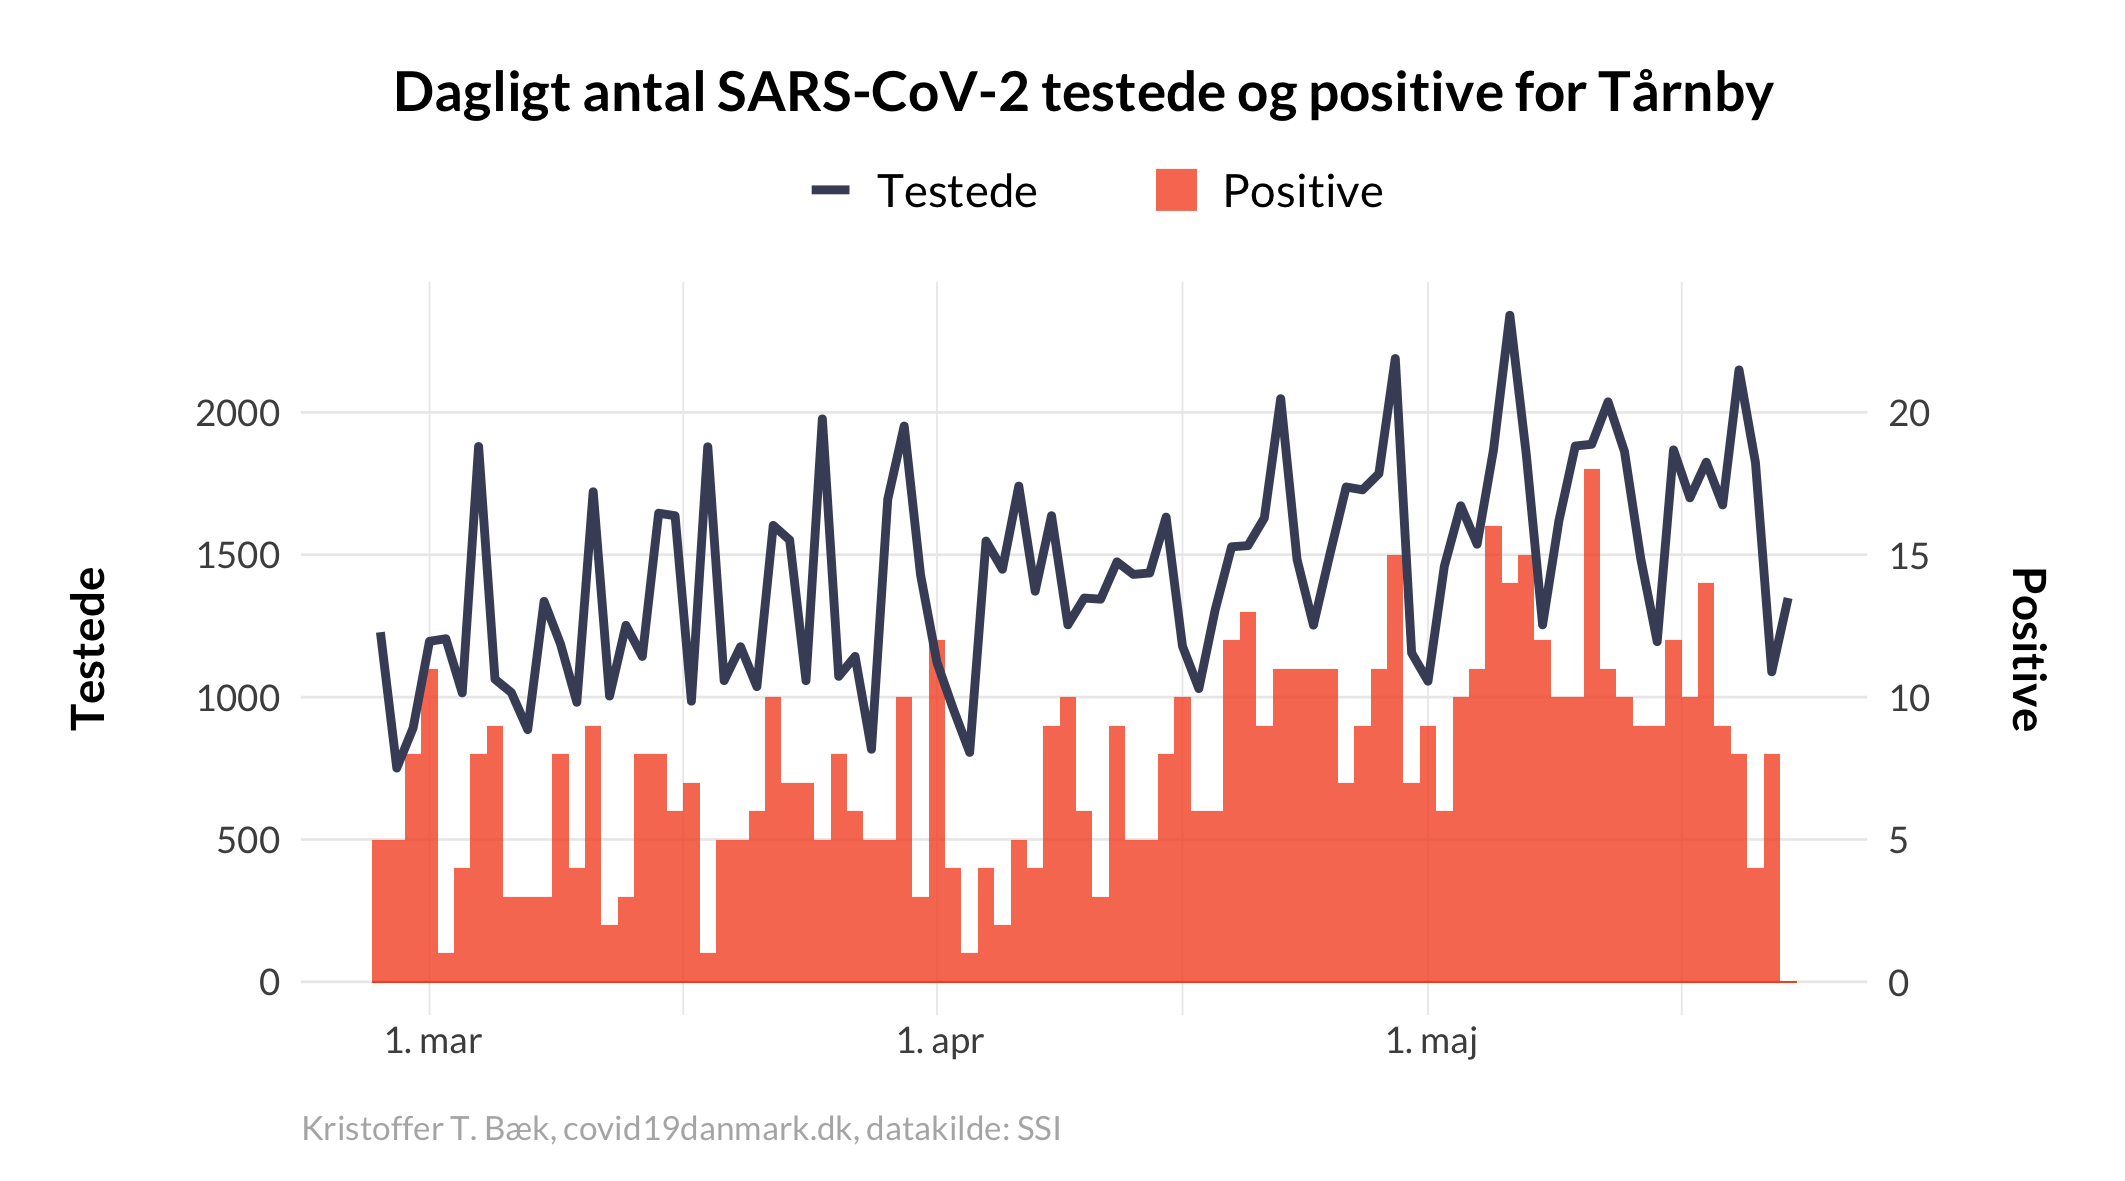 Dagligt antal SARS-CoV-2 testede og positive for Tårnby
Testede Positive
2000 20
1500 15
1000 10
500 5
0 0
Testede
Positive
1. mar 1. apr 1. maj
Kristoffer T. Bæk, covid19danmark.dk, datakilde: SSI